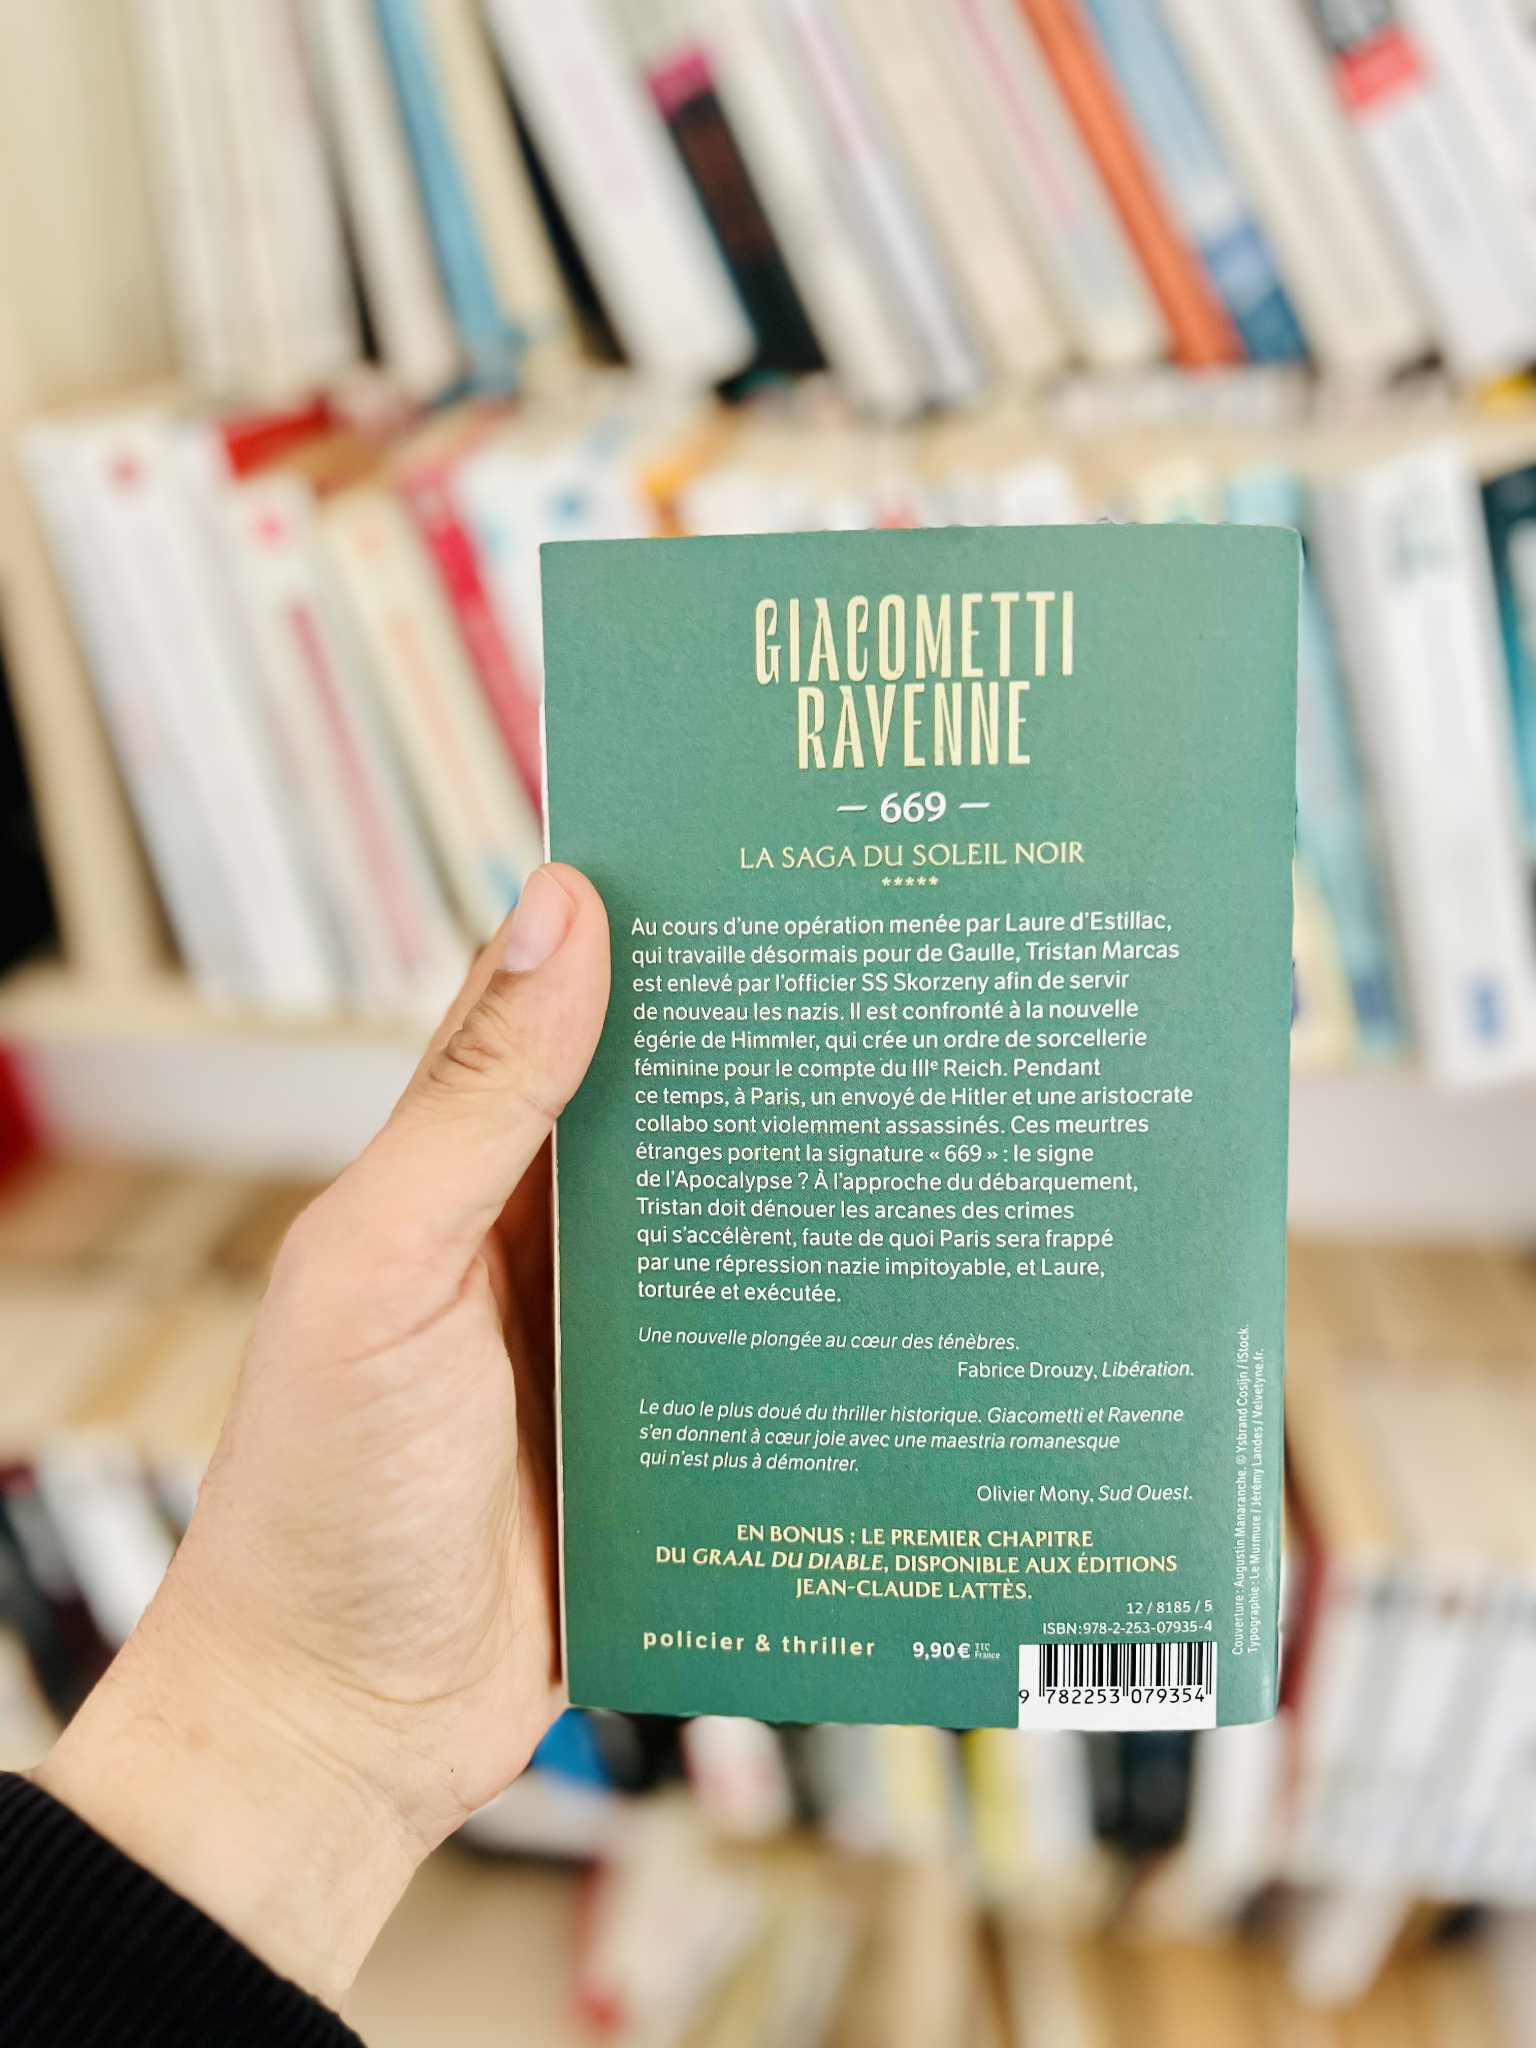 GIACOMETTI
RAVENNE
— 669 —
LA SAGA DU SOLEIL NOIR
*****
Au cours d’une opération menée par Laure d’Estillac,
qui travaille désormais pour de Gaulle, Tristan Marcas
est enlevé par l’officier SS Skorzeny afin de servir
de nouveau les nazis. Il est confronté à la nouvelle
égérie de Himmler, qui crée un ordre de sorcellerie
féminine pour le compte du IIIᵉ Reich. Pendant
ce temps, à Paris, un envoyé de Hitler et une aristocrate
collabo sont violemment assassinés. Ces meurtres
étranges portent la signature « 669 » : le signe
de l’Apocalypse ? À l’approche du débarquement,
Tristan doit dénouer les arcanes des crimes
qui s’accélèrent, faute de quoi Paris sera frappé
par une répression nazie impitoyable, et Laure,
torturée et exécutée.
Une nouvelle plongée au cœur des ténèbres.
Fabrice Drouzy, Libération.
Le duo le plus doué du thriller historique. Giacometti et Ravenne
s’en donnent à cœur joie avec une maestria romanesque
qui n’est plus à démontrer.
Olivier Mony, Sud Ouest.
EN BONUS : LE PREMIER CHAPITRE
DU GRAAL DU DIABLE, DISPONIBLE AUX ÉDITIONS
JEAN-CLAUDE LATTÈS.
12 / 8185 / 5
ISBN:978-2-253-07935-4
policier & thriller
9,90€ TTC France
9 782253 079354
Couverture : Augustin Manaranche. © Ysbrand Cosijn / iStock.
Typographie : Le Murmure / Jérémy Landes / Velvetyne.fr.